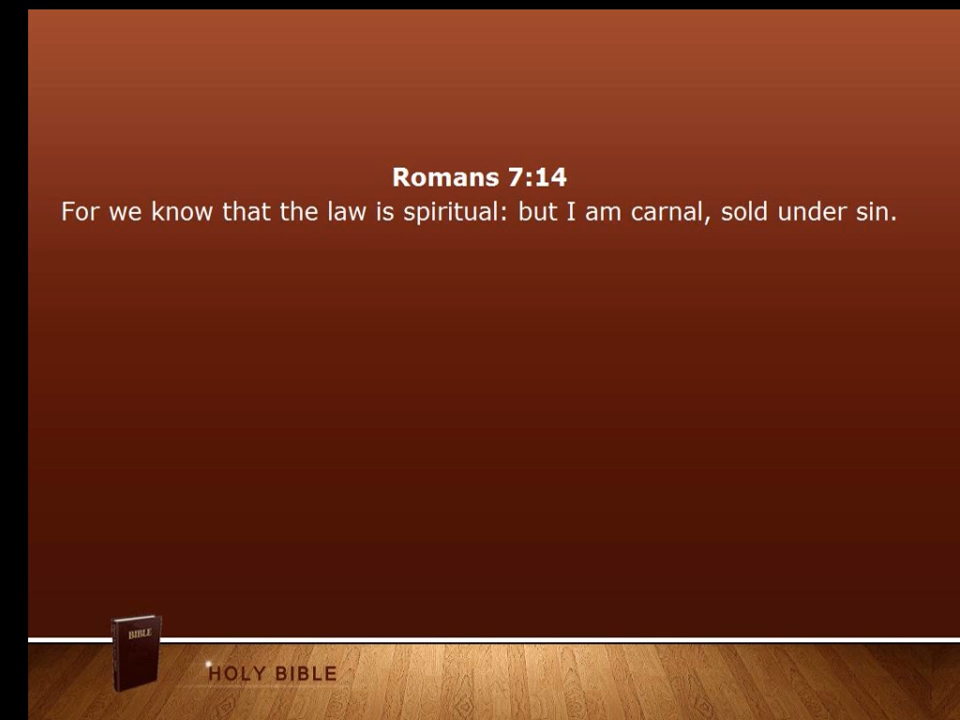 Romans 7:14
For we know that the law is spiritual: but I am carnal, sold under sin.
BIBLE
HOLY BIBLE